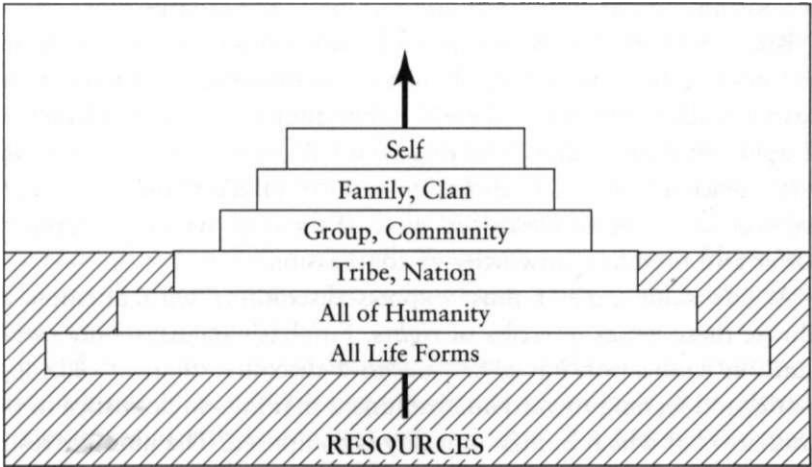 Self
Family, Clan
Group, Community
Tribe, Nation
All of Humanity
All Life Forms
RESOURCES